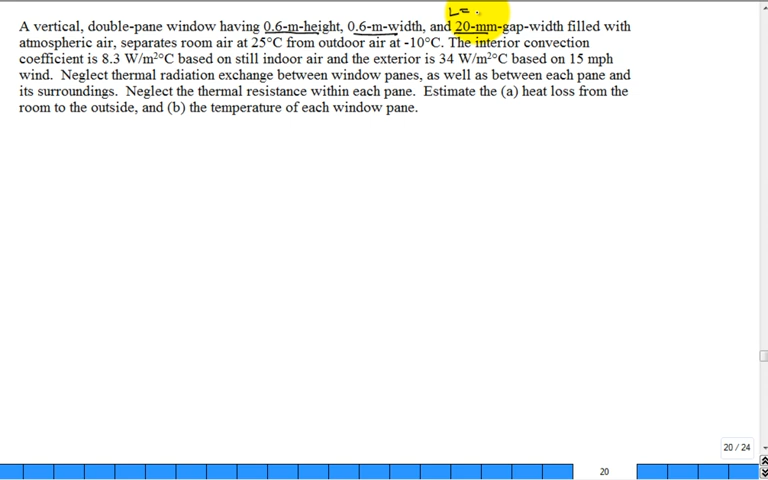 L= .
A vertical, double-pane window having 0.6-m-height, 0.6-m-width, and 20-mm-gap-width filled with
atmospheric air, separates room air at 25°C from outdoor air at -10°C. The interior convection
coefficient is 8.3 W/m²°C based on still indoor air and the exterior is 34 W/m²°C based on 15 mph
wind. Neglect thermal radiation exchange between window panes, as well as between each pane and
its surroundings. Neglect the thermal resistance within each pane. Estimate the (a) heat loss from the
room to the outside, and (b) the temperature of each window pane.
20 / 24
20